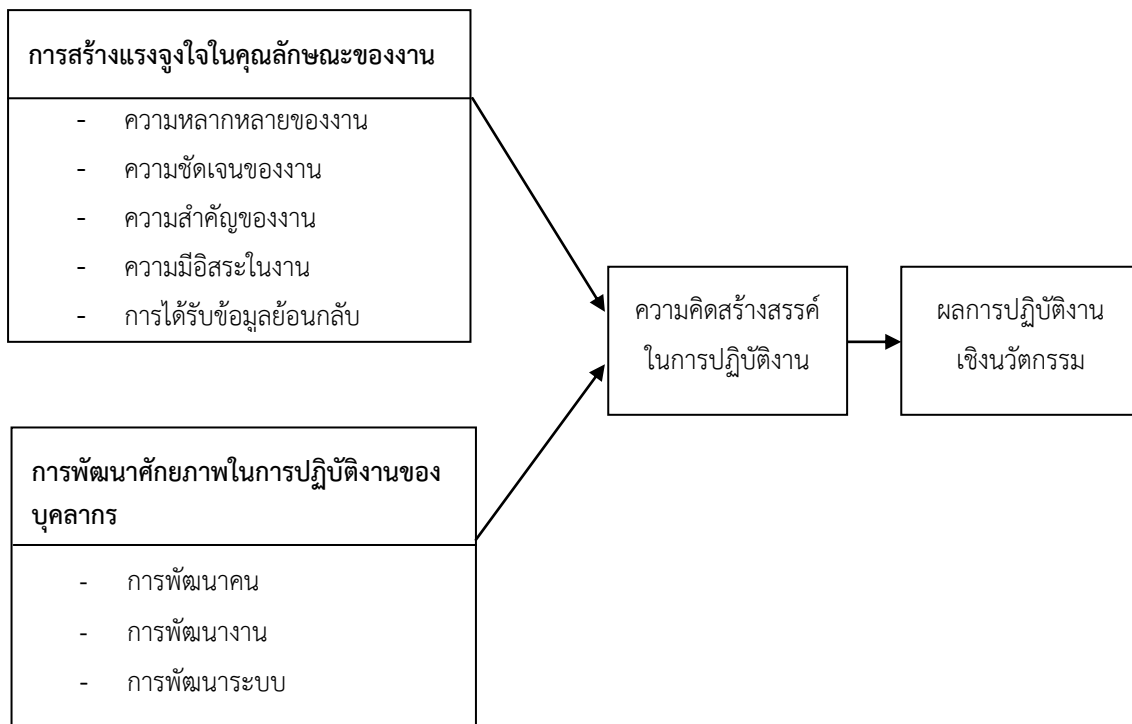 การสร้างแรงจูงใจในคุณลักษณะของงาน
- ความหลากหลายของงาน
- ความชัดเจนของงาน
- ความสำคัญของงาน
- ความมีอิสระในงาน
- การได้รับข้อมูลย้อนกลับ
ความคิดสร้างสรรค์
ในการปฏิบัติงาน
ผลการปฏิบัติงาน
เชิงนวัตกรรม
การพัฒนาศักยภาพในการปฏิบัติงานของ
บุคลากร
- การพัฒนาคน
- การพัฒนางาน
- การพัฒนาระบบ